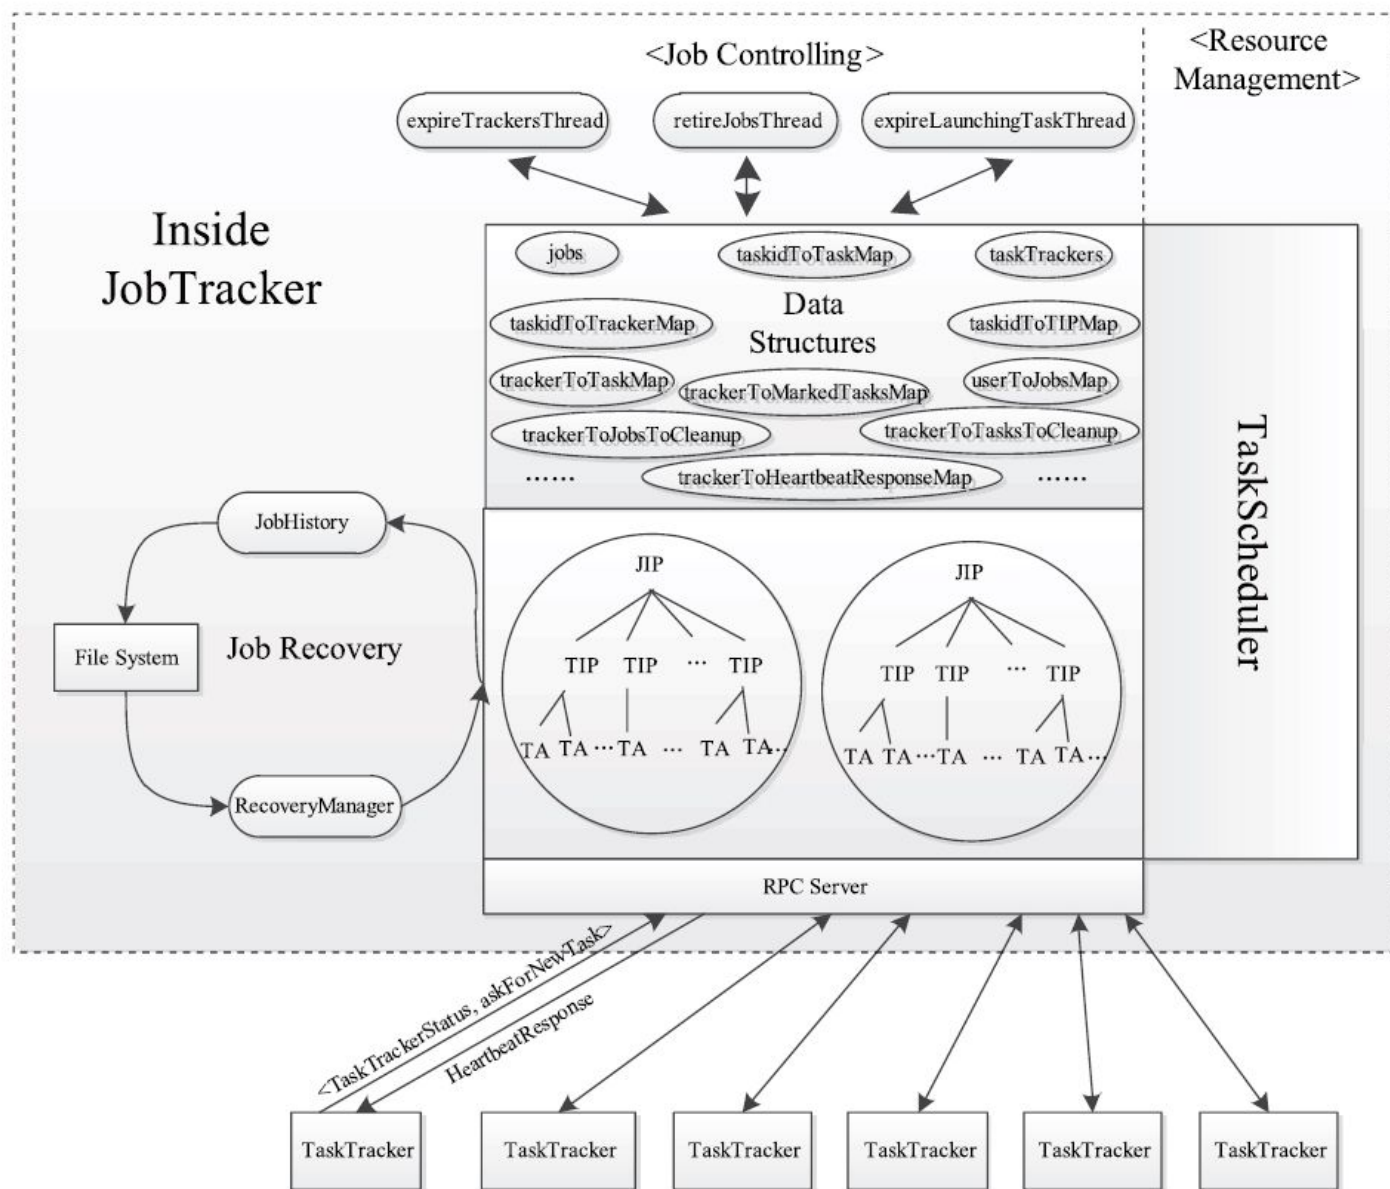 <Job Controlling>
<Resource
Management>
expireTrackersThread
retireJobsThread
expireLaunchingTaskThread
Inside
JobTracker
jobs
taskidToTaskMap
taskTrackers
Data
Structures
taskidToTrackerMap
taskidToTIPMap
trackerToTaskMap
trackerToMarkedTasksMap
userToJobsMap
trackerToJobsToCleanup
trackerToTasksToCleanup
...... trackerToHeartbeatResponseMap ......
TaskScheduler
JobHistory
File System
Job Recovery
RecoveryManager
JIP
TIP TIP ... TIP
TA TA ... TA ... TA TA...
JIP
TIP TIP ... TIP
TA TA ... TA ... TA TA ...
RPC Server
<TaskTrackerStatus, askForNewTask>
HeartbeatResponse
TaskTracker
TaskTracker
TaskTracker
TaskTracker
TaskTracker
TaskTracker